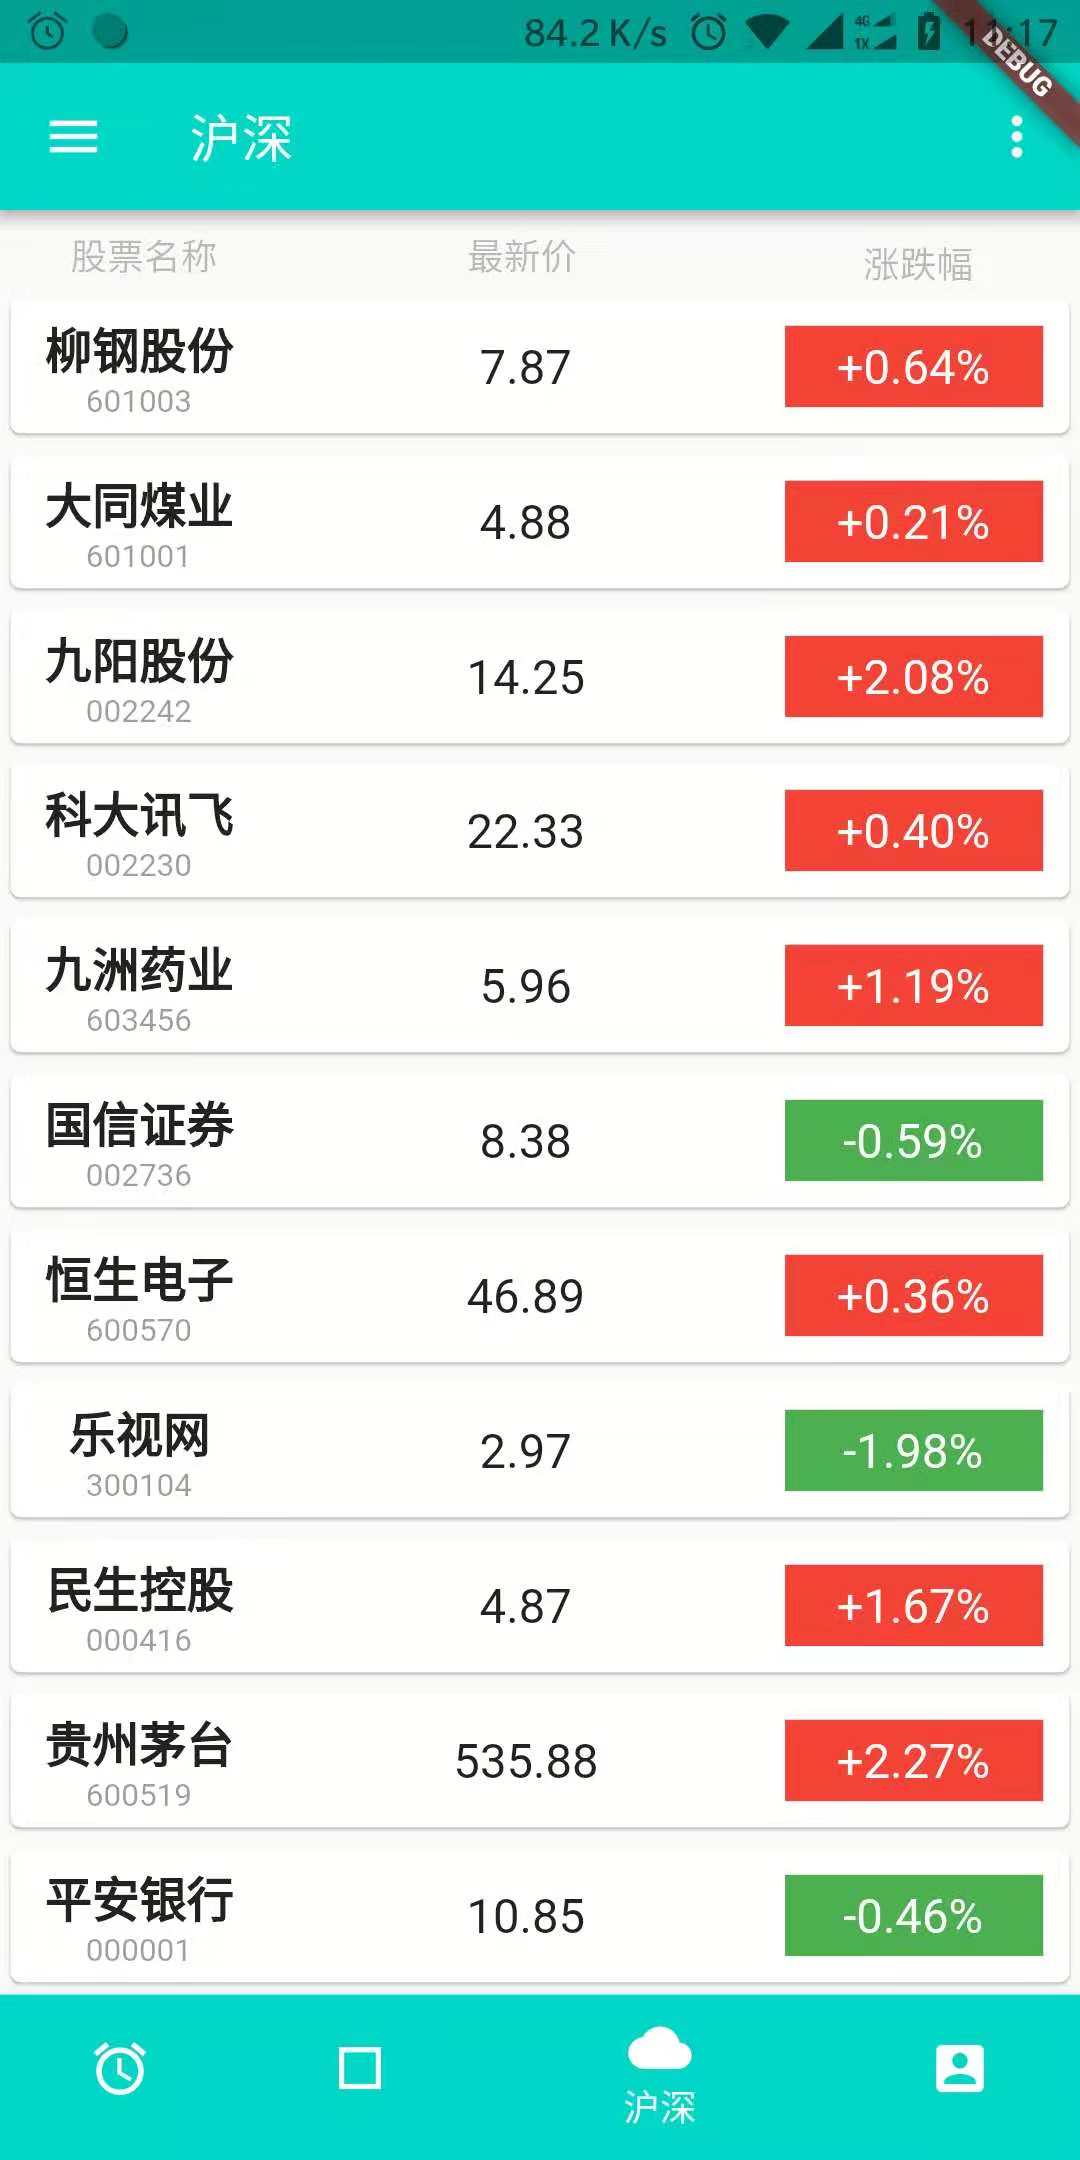 84.2 K/s 4G 1X 11:17
DEBUG
沪深
股票名称 最新价 涨跌幅
柳钢股份 7.87 +0.64%
601003
大同煤业 4.88 +0.21%
601001
九阳股份 14.25 +2.08%
002242
科大讯飞 22.33 +0.40%
002230
九洲药业 5.96 +1.19%
603456
国信证券 8.38 -0.59%
002736
恒生电子 46.89 +0.36%
600570
乐视网 2.97 -1.98%
300104
民生控股 4.87 +1.67%
000416
贵州茅台 535.88 +2.27%
600519
平安银行 10.85 -0.46%
000001
沪深